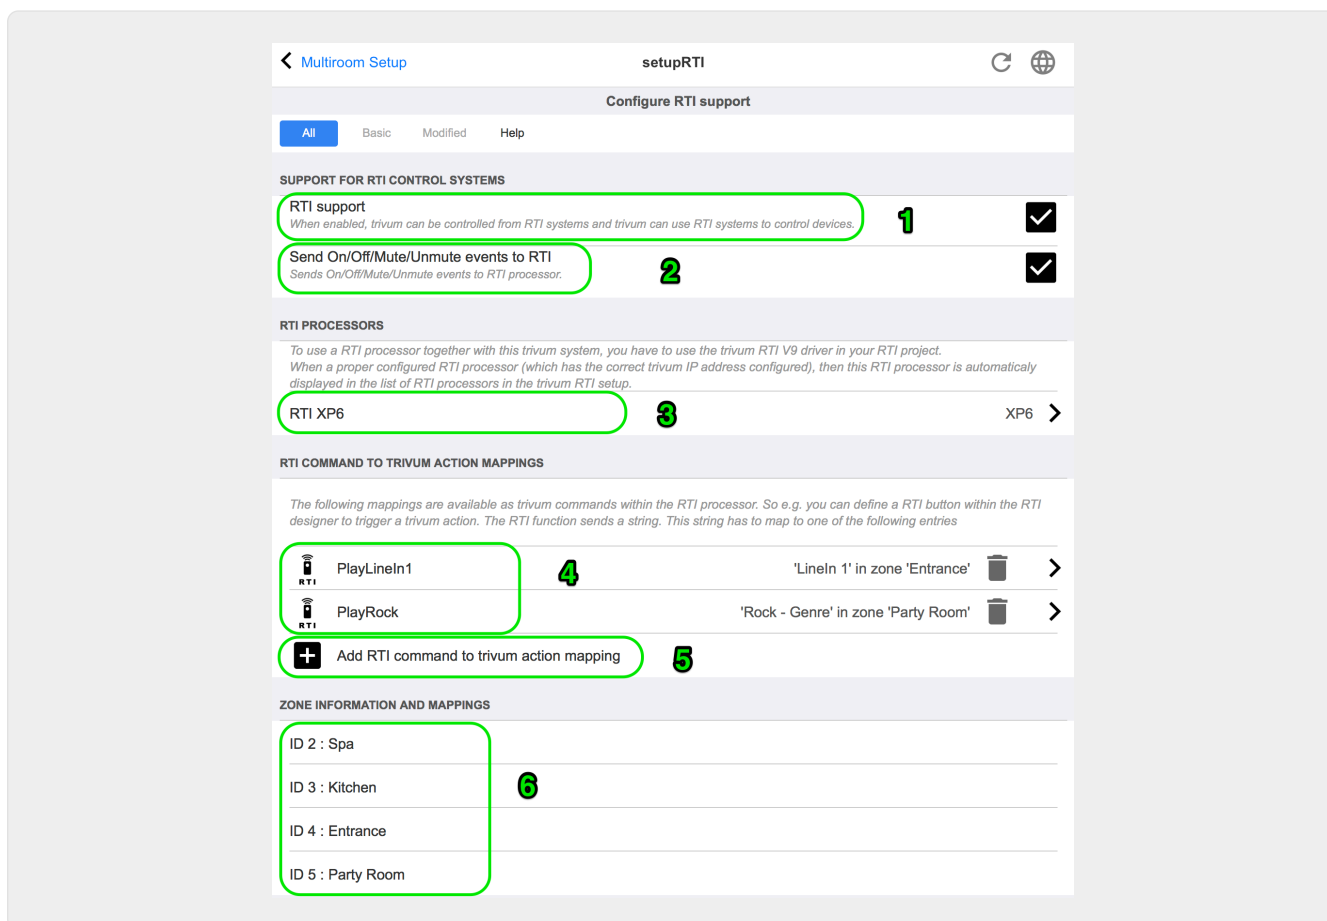 Multiroom Setup setupRTI
Configure RTI support
All Basic Modified Help
SUPPORT FOR RTI CONTROL SYSTEMS
RTI support
When enabled, trivum can be controlled from RTI systems and trivum can use RTI systems to control devices.
1
Send On/Off/Mute/Unmute events to RTI
Sends On/Off/Mute/Unmute events to RTI processor.
2
RTI PROCESSORS
To use a RTI processor together with this trivum system, you have to use the trivum RTI V9 driver in your RTI project.
When a proper configured RTI processor (which has the correct trivum IP address configured), then this RTI processor is automaticaly
displayed in the list of RTI processors in the trivum RTI setup.
RTI XP6 3 XP6
RTI COMMAND TO TRIVUM ACTION MAPPINGS
The following mappings are available as trivum commands within the RTI processor. So e.g. you can define a RTI button within the RTI
designer to trigger a trivum action. The RTI function sends a string. This string has to map to one of the following entries
RTI PlayLineIn1 4 'LineIn 1' in zone 'Entrance'
RTI PlayRock 'Rock - Genre' in zone 'Party Room'
Add RTI command to trivum action mapping 5
ZONE INFORMATION AND MAPPINGS
ID 2 : Spa
ID 3 : Kitchen 6
ID 4 : Entrance
ID 5 : Party Room